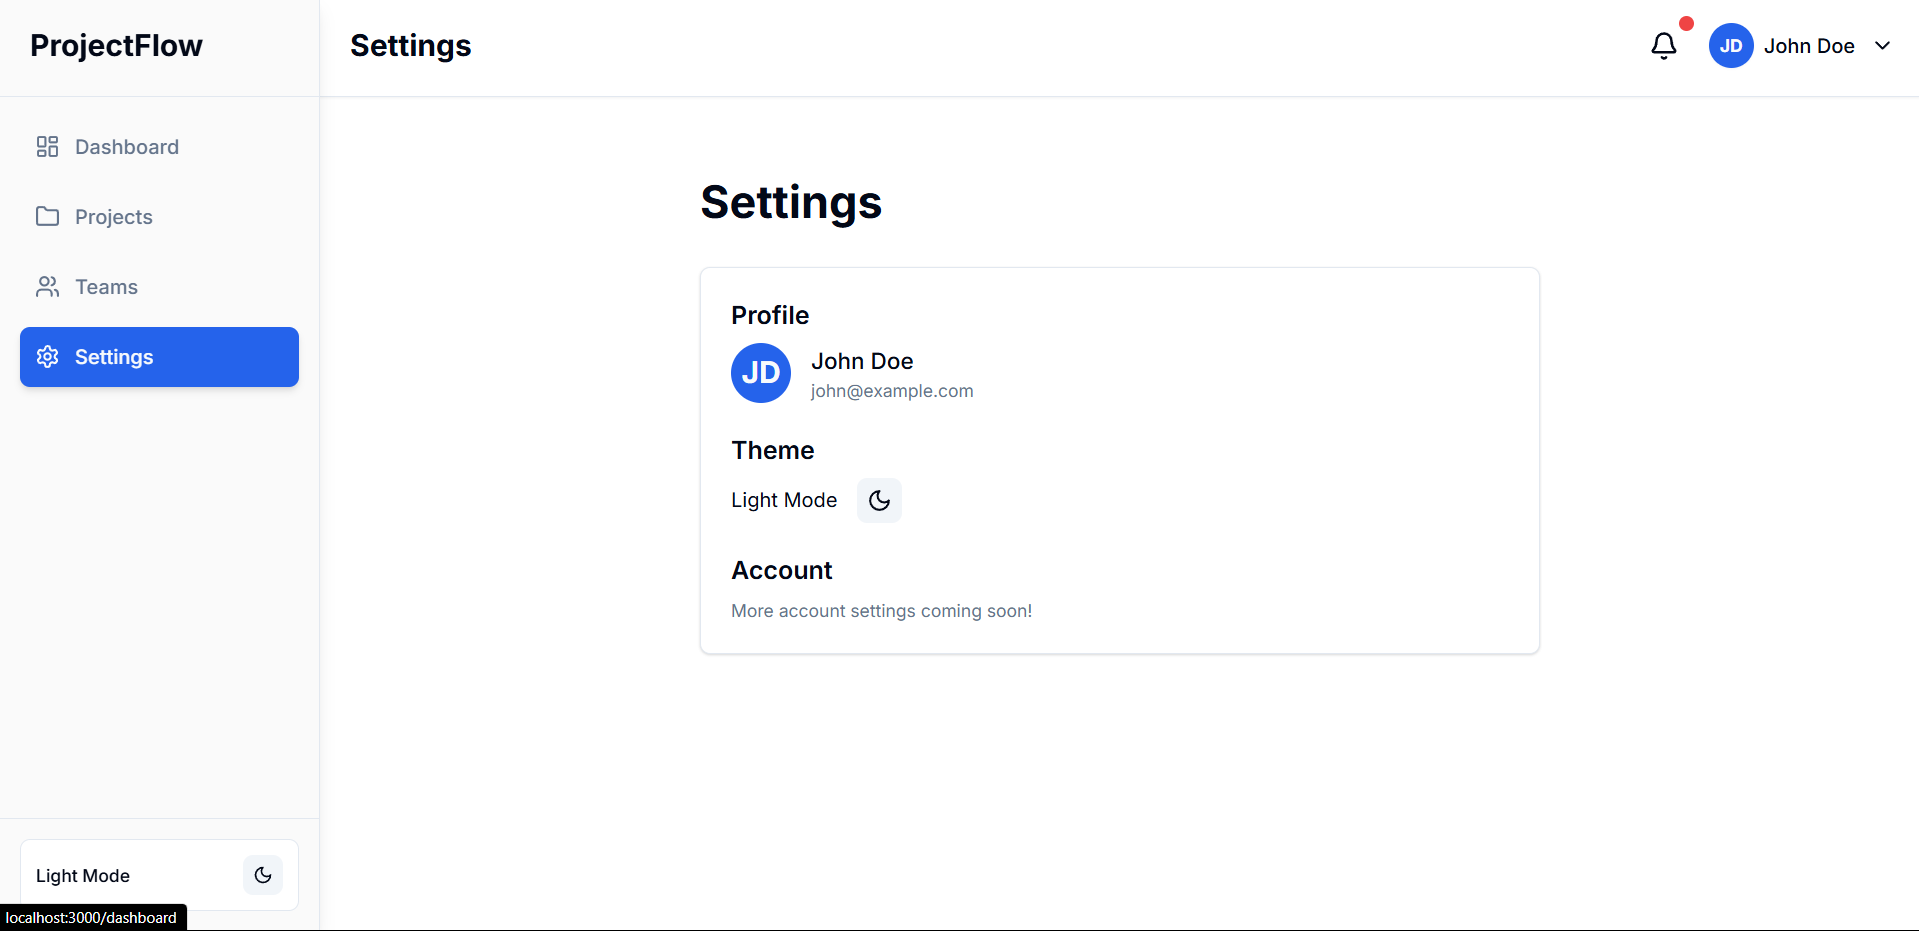 ProjectFlow
Settings
JD
John Doe
Dashboard
Projects
Teams
Settings
Settings
Profile
JD
John Doe
john@example.com
Theme
Light Mode
Account
More account settings coming soon!
Light Mode
localhost:3000/dashboard